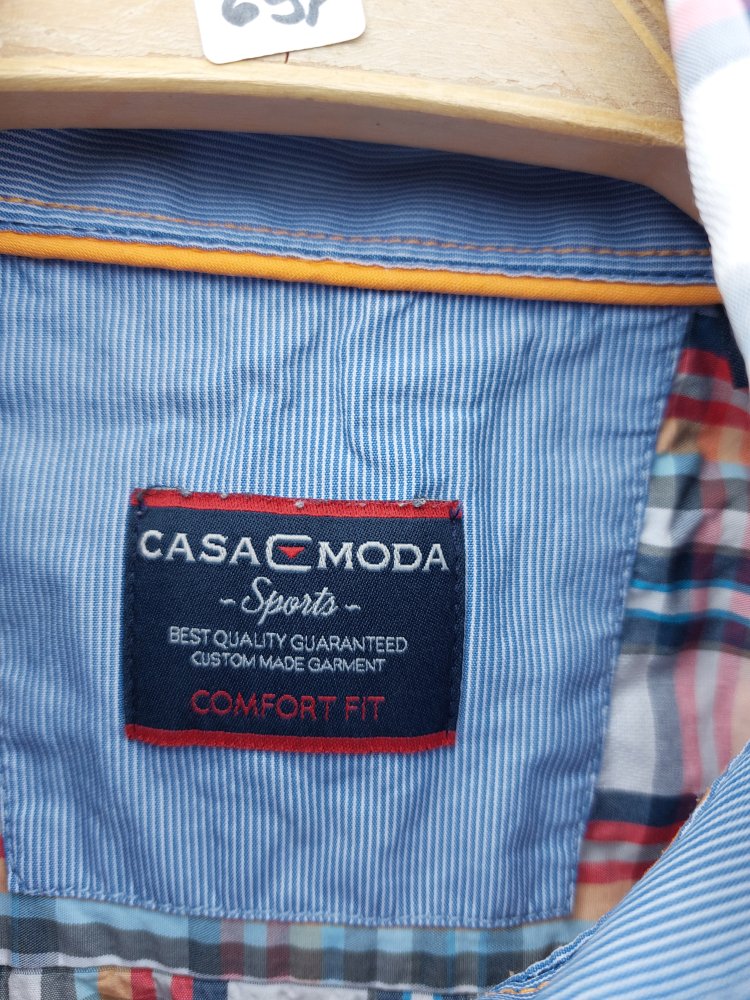 CASA MODA
- Sports -
BEST QUALITY GUARANTEED
CUSTOM MADE GARMENT
COMFORT FIT